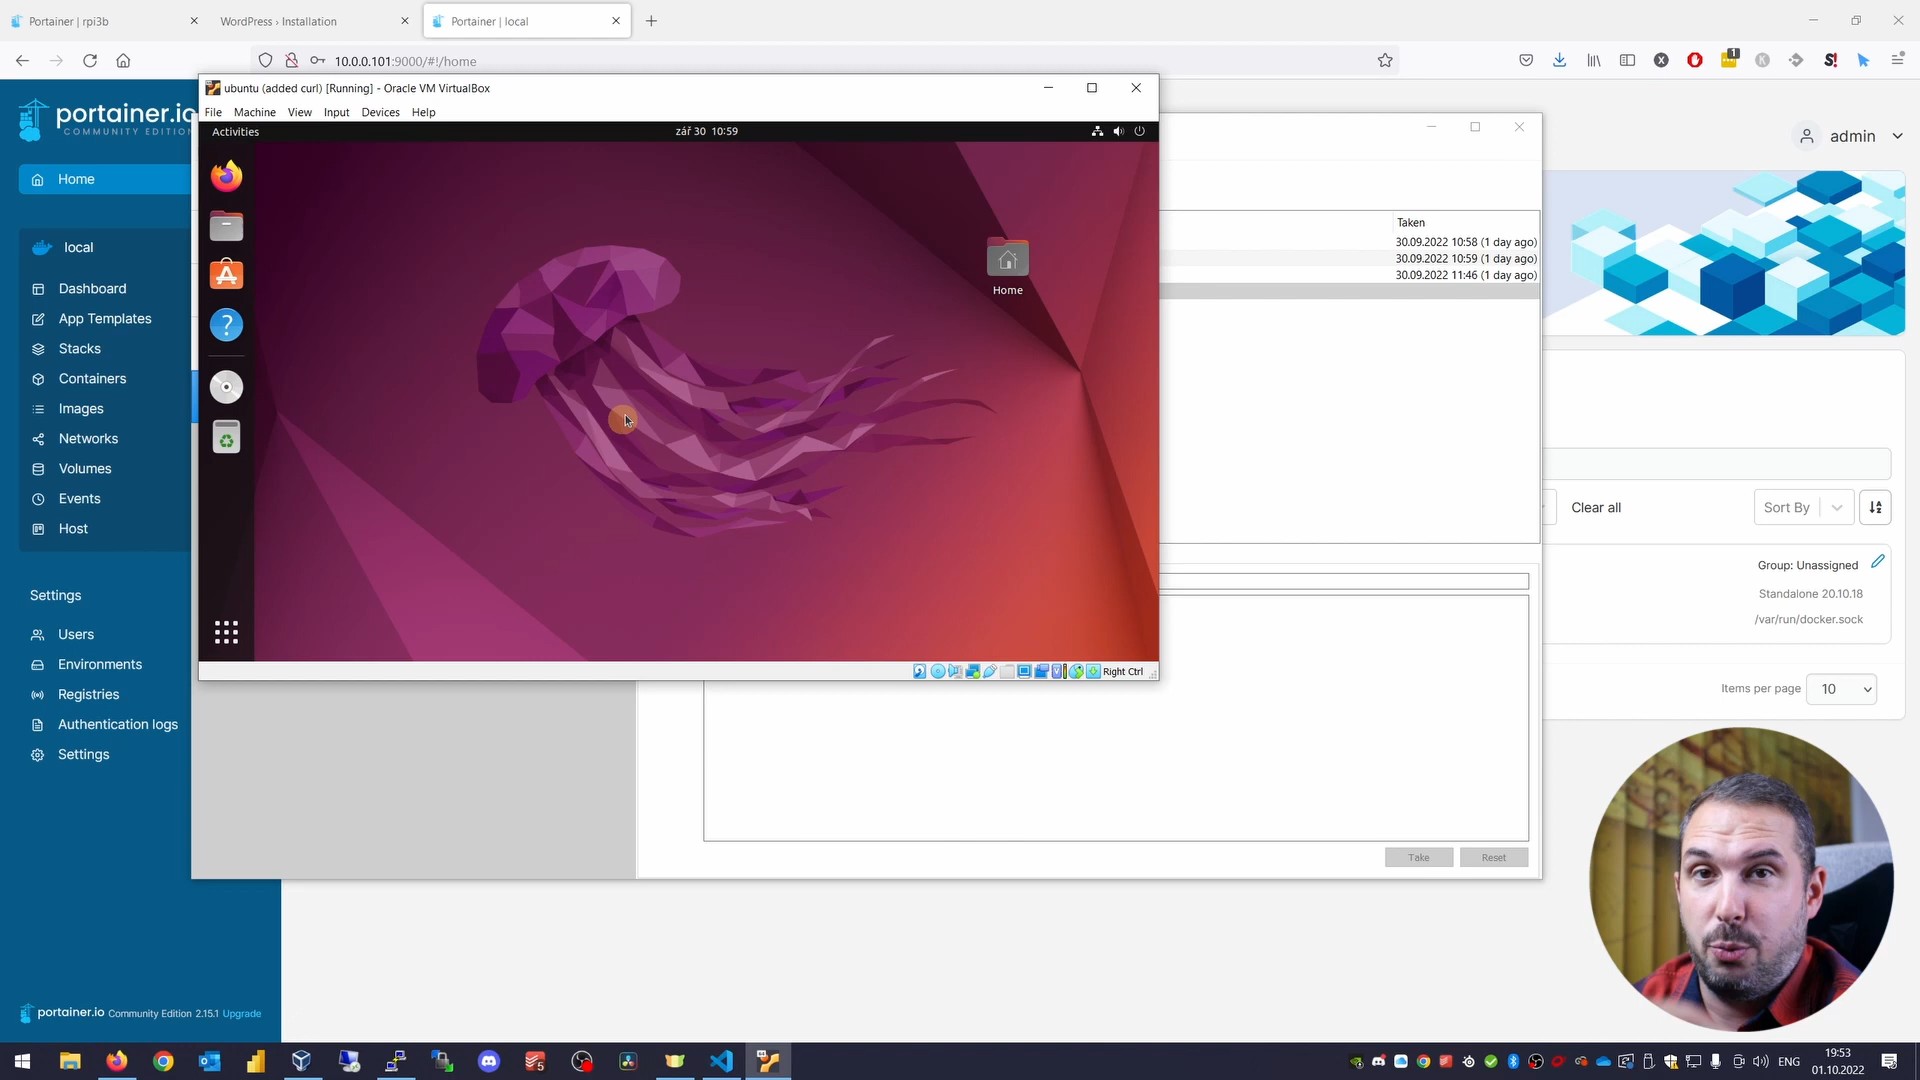 Portainer | rpi3b
WordPress › Installation
Portainer | local
10.0.0.101:9000/#!/home
1
portainer.io
COMMUNITY EDITION
ubuntu (added curl) [Running] - Oracle VM VirtualBox
File Machine View Input Devices Help
Activities
zář 30 10:59
Home
Right Ctrl
admin
Home
local
Dashboard
App Templates
Stacks
Containers
Images
Networks
Volumes
Events
Host
Settings
Users
Environments
Registries
Authentication logs
Settings
portainer.io Community Edition 2.15.1 Upgrade
Taken
30.09.2022 10:58 (1 day ago)
30.09.2022 10:59 (1 day ago)
30.09.2022 11:46 (1 day ago)
Clear all
Sort By
Group: Unassigned
Standalone 20.10.18
/var/run/docker.sock
Items per page
10
Take
Reset
5
ENG
19:53
01.10.2022